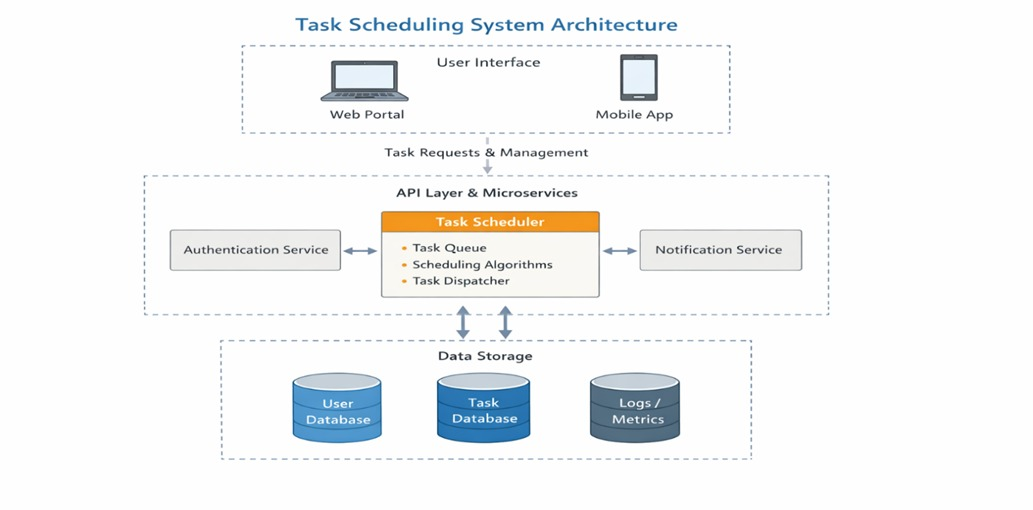 Task Scheduling System Architecture
User Interface
Web Portal
Mobile App
Task Requests & Management
API Layer & Microservices
Task Scheduler
Authentication Service
• Task Queue
• Scheduling Algorithms
• Task Dispatcher
Notification Service
Data Storage
User
Database
Task
Database
Logs /
Metrics